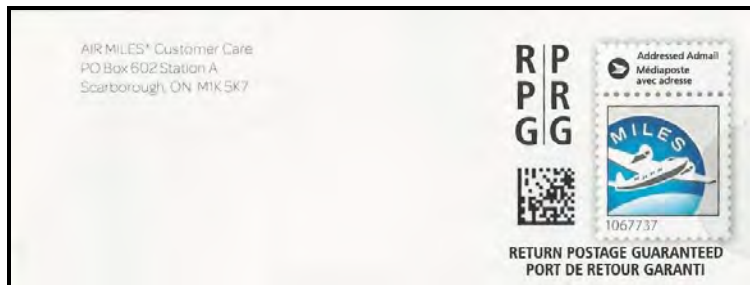 AIR MILES* Customer Care
PO Box 602 Station A
Scarborough, ON M1K 5K7
R|P
P|R
G|G
Addressed Admail
Médiaposte
avec adresse
MILES
1067737
RETURN POSTAGE GUARANTEED
PORT DE RETOUR GARANTI